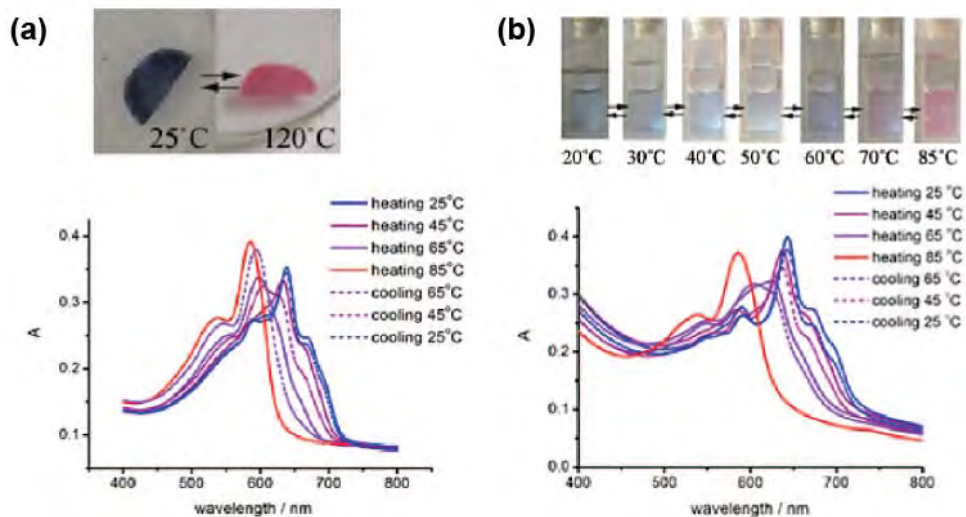 (a)
25°C
120°C
heating 25°C
heating 45°C
heating 65°C
heating 85°C
cooling 65°C
cooling 45°C
cooling 25°C
0.4
0.3
0.2
0.1
A
400 500 600 700 800
wavelength / nm
(b)
20°C 30°C 40°C 50°C 60°C 70°C 85°C
heating 25 °C
heating 45 °C
heating 65 °C
heating 85 °C
cooling 65 °C
cooling 45 °C
cooling 25 °C
0.5
0.4
0.3
0.2
0.1
0.0
A
400 500 600 700 800
wavelength / nm